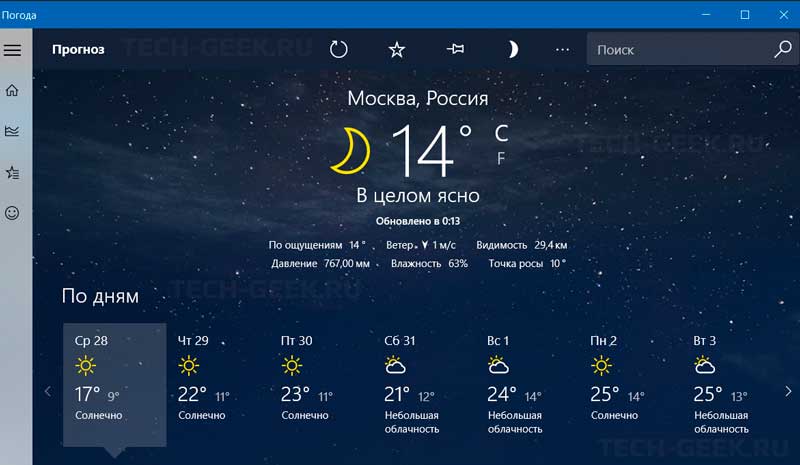 Погода
Прогноз
Поиск
TECH-GEEK.RU
Москва, Россия
14° C
F
TECH-GEEK.RU
В целом ясно
Обновлено в 0:13
По ощущениям 14° Ветер 1 м/с Видимость 29,4 км
Давление 767,00 мм Влажность 63% Точка росы 10°
По дням
TECH-GEEK.RU
Ср 28
17° 9°
Солнечно
Чт 29
22° 11°
Солнечно
Пт 30
23° 11°
Солнечно
Сб 31
21° 12°
Небольшая
облачность
Вс 1
24° 14°
Небольшая
облачность
Пн 2
25° 14°
Солнечно
Вт 3
25° 13°
Небольшая
облачность
TECH-GEEK.RU